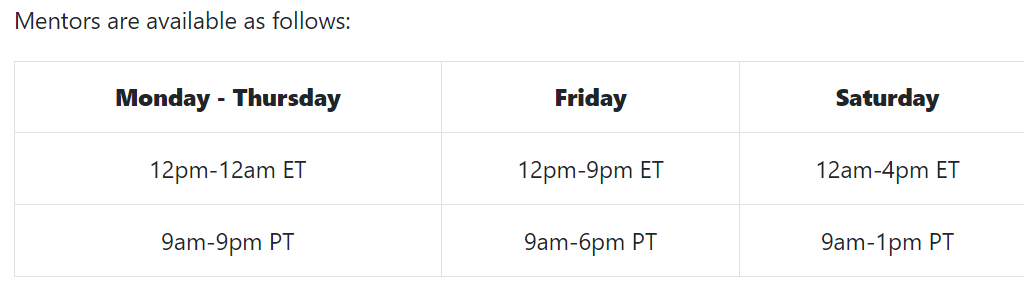 Mentors are available as follows:
Monday - Thursday Friday Saturday
12pm-12am ET 12pm-9pm ET 12am-4pm ET
9am-9pm PT 9am-6pm PT 9am-1pm PT